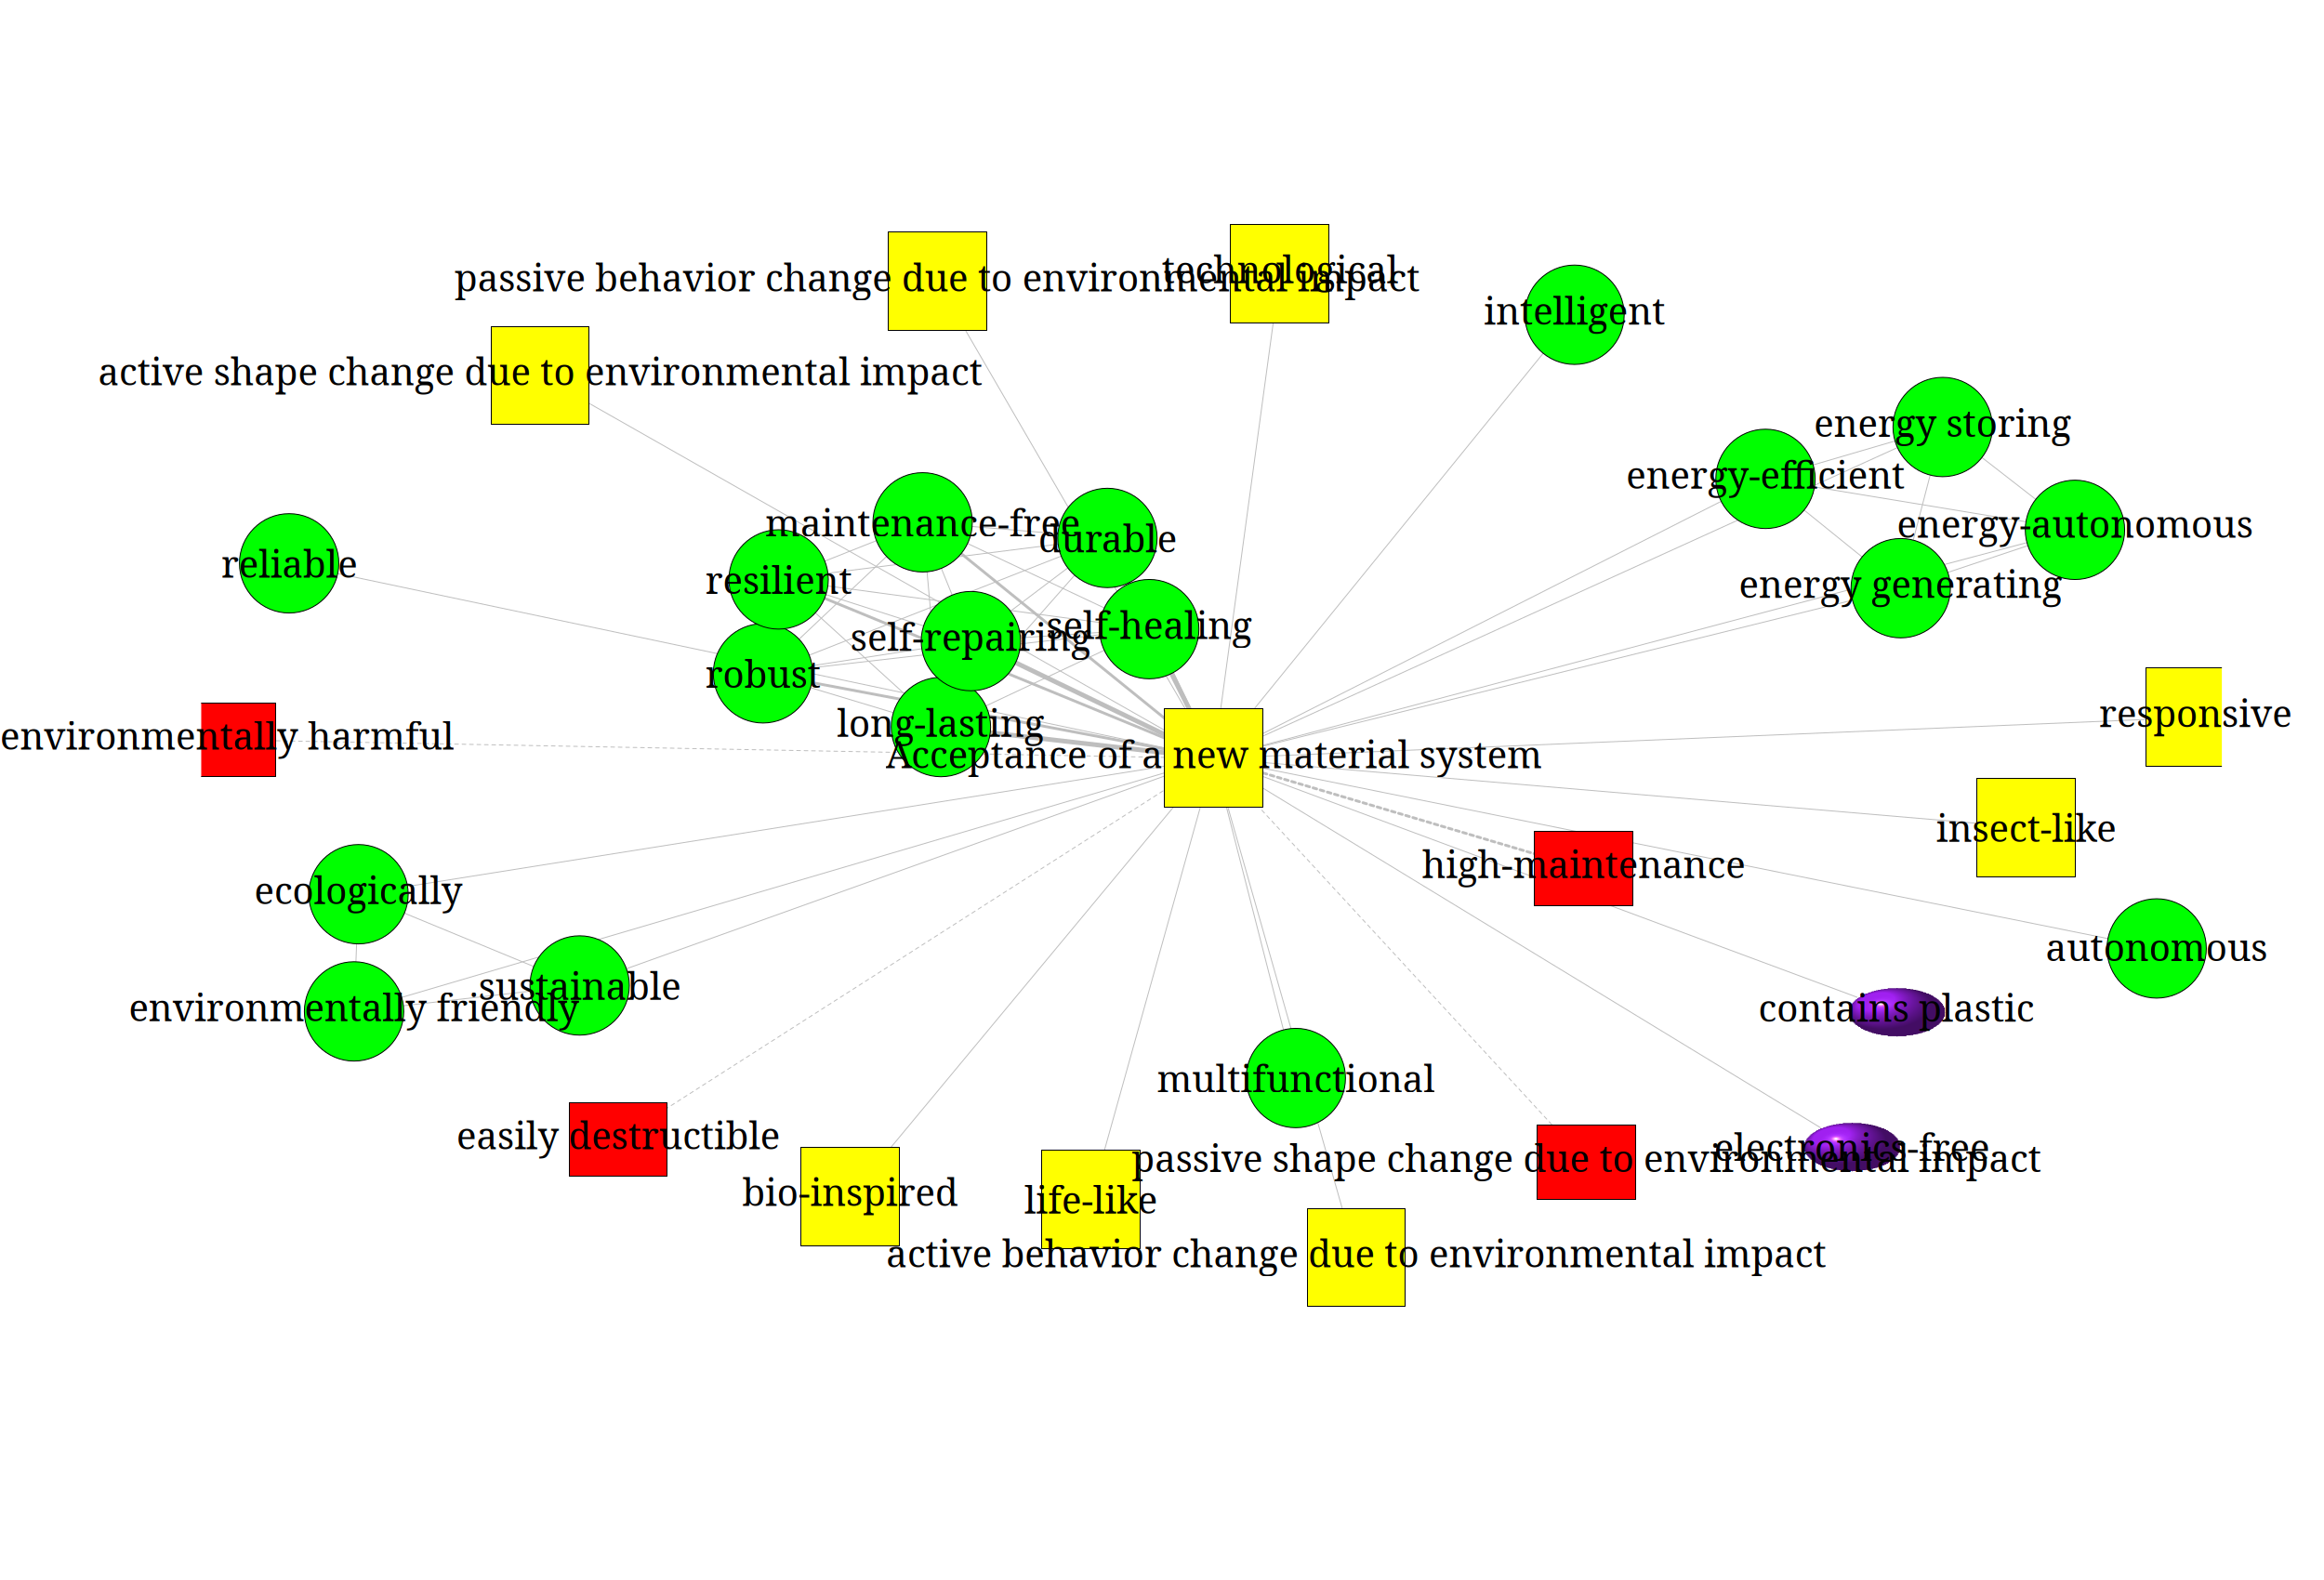 technological
passive behavior change due to environmental impact
intelligent
active shape change due to environmental impact
energy storing
energy-efficient
maintenance-free
energy-autonomous
durable
reliable
resilient
energy generating
self-healing
self-repairing
robust
responsive
long-lasting
environmentally harmful
Acceptance of a new material system
insect-like
high-maintenance
ecologically
autonomous
sustainable
environmentally friendly
contains plastic
multifunctional
easily destructible
electronics-free
passive shape change due to environmental impact
bio-inspired
life-like
active behavior change due to environmental impact